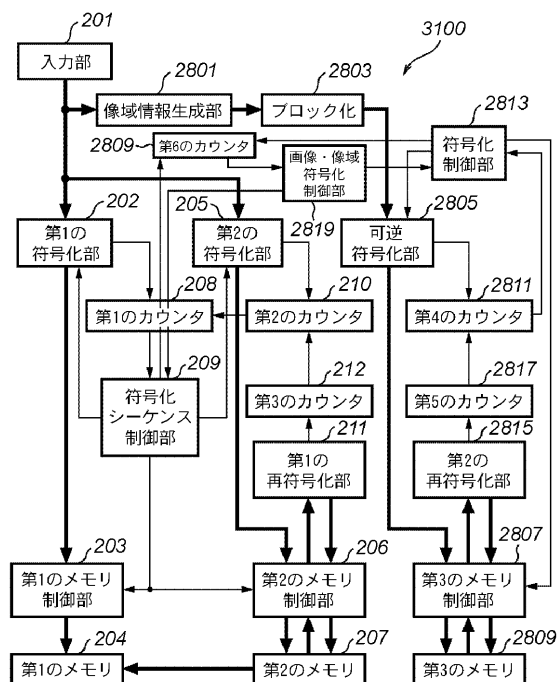 201
入力部
3100
2801
像域情報生成部
2803
ブロック化
2813
符号化
制御部
2809
第6のカウンタ
画像・像域
符号化
制御部
2819
202
第1の
符号化部
205
第2の
符号化部
2805
可逆
符号化部
208
第1のカウンタ
210
第2のカウンタ
2811
第4のカウンタ
209
符号化
シーケンス
制御部
212
第3のカウンタ
2817
第5のカウンタ
211
第1の
再符号化部
2815
第2の
再符号化部
203
第1のメモリ
制御部
206
第2のメモリ
制御部
2807
第3のメモリ
制御部
204
第1のメモリ
207
第2のメモリ
2809
第3のメモリ